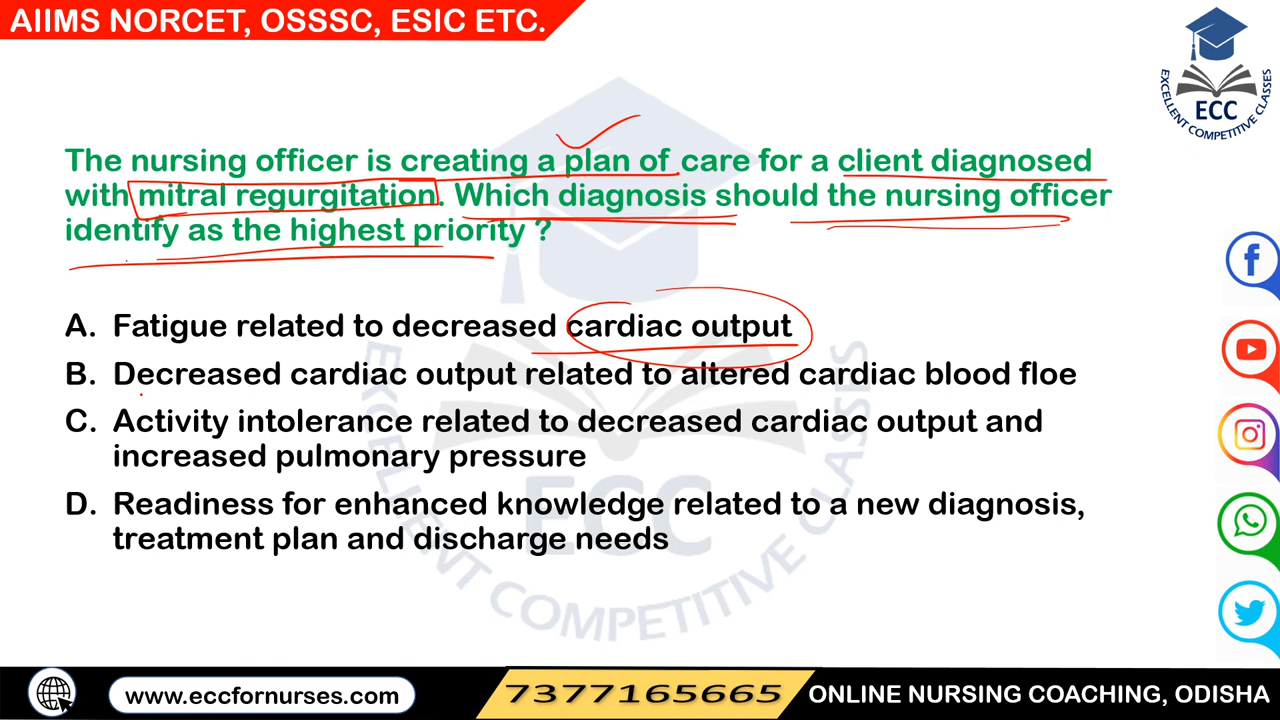 AIIMS NORCET, OSSSC, ESIC ETC.
EXCELLENT COMPETITIVE CLASSES
ECC
The nursing officer is creating a plan of care for a client diagnosed
with mitral regurgitation. Which diagnosis should the nursing officer
identify as the highest priority ?
A. Fatigue related to decreased cardiac output
B. Decreased cardiac output related to altered cardiac blood floe
C. Activity intolerance related to decreased cardiac output and
increased pulmonary pressure
D. Readiness for enhanced knowledge related to a new diagnosis,
treatment plan and discharge needs
ECC
EXCELLENT COMPETITIVE CLASSIS
www.eccfornurses.com
7377165665
ONLINE NURSING COACHING, ODISHA